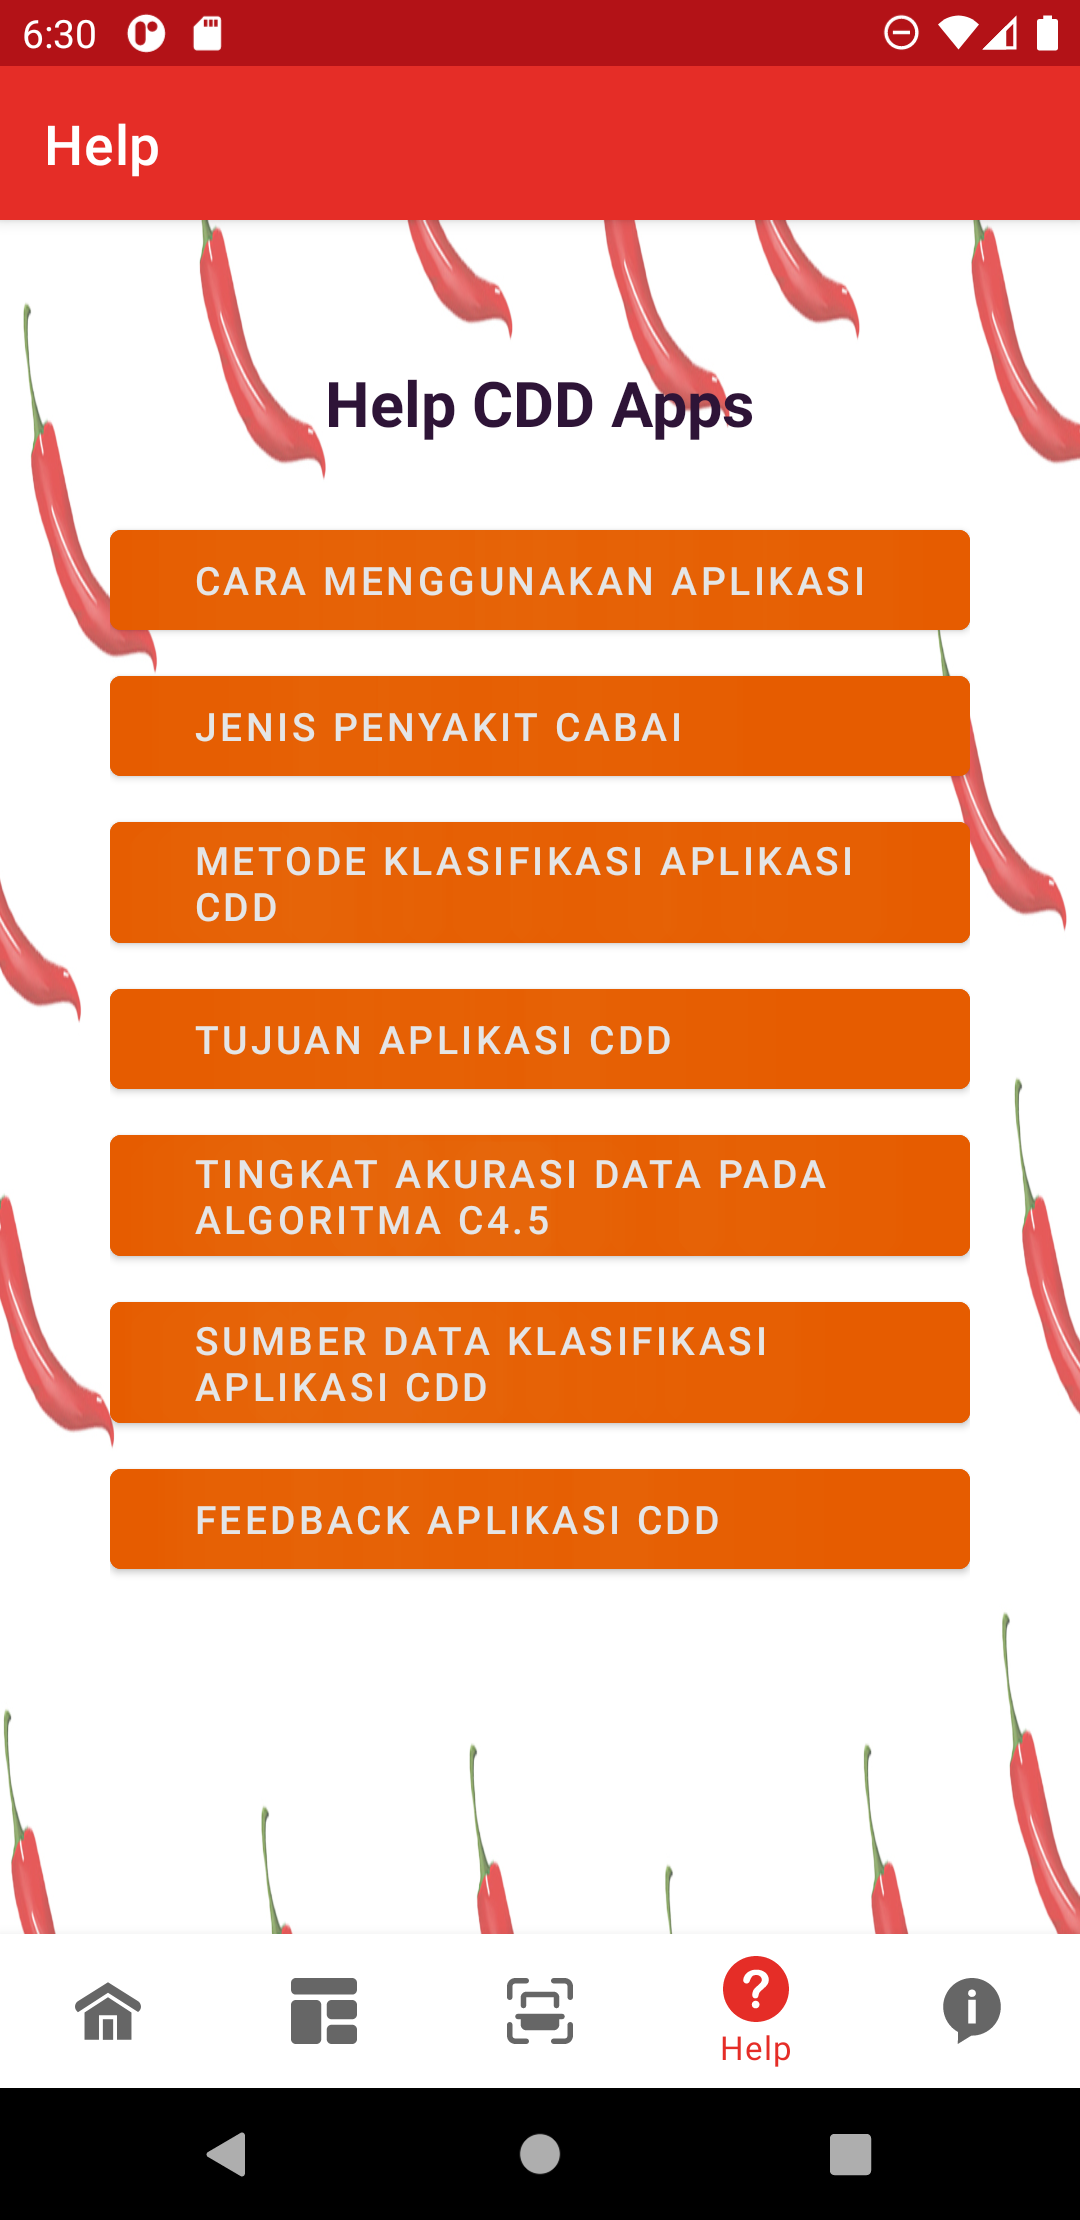 6:30
Help
Help CDD Apps
CARA MENGGUNAKAN APLIKASI
JENIS PENYAKIT CABAI
METODE KLASIFIKASI APLIKASI
CDD
TUJUAN APLIKASI CDD
TINGKAT AKURASI DATA PADA
ALGORITMA C4.5
SUMBER DATA KLASIFIKASI
APLIKASI CDD
FEEDBACK APLIKASI CDD
Help